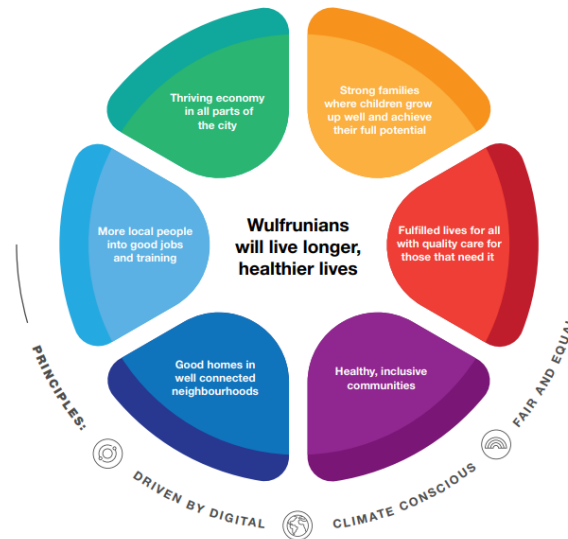 Thriving economy
in all parts of
the city
Strong families
where children grow
up well and achieve
their full potential
More local people
into good jobs
and training
Wulfrunians
will live longer,
healthier lives
Fulfilled lives for all
with quality care for
those that need it
Good homes in
well connected
neighbourhoods
Healthy, inclusive
communities
PRINCIPLES:
DRIVEN BY DIGITAL
CLIMATE CONSCIOUS
FAIR AND EQUAL